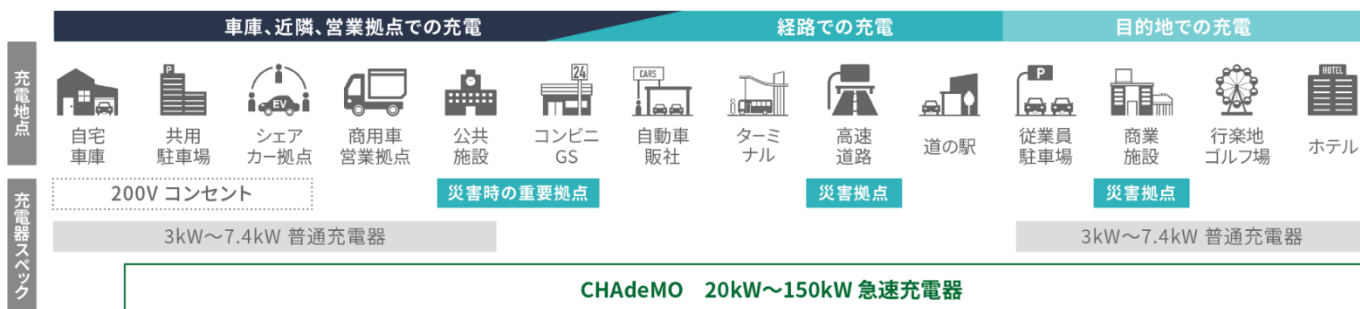 車庫、近隣、営業拠点での充電
経路での充電
目的地での充電
充電地点
P
EV
24
CARS
P
HOTEL
自宅
車庫
共用
駐車場
シェア
カー拠点
商用車
営業拠点
公共
施設
コンビニ
GS
自動車
販社
ターミ
ナル
高速
道路
道の駅
従業員
駐車場
商業
施設
行楽地
ゴルフ場
ホテル
充電器スペック
200V コンセント
災害時の重要拠点
災害拠点
災害拠点
3kW～7.4kW 普通充電器
3kW～7.4kW 普通充電器
CHAdeMO 20kW～150kW 急速充電器